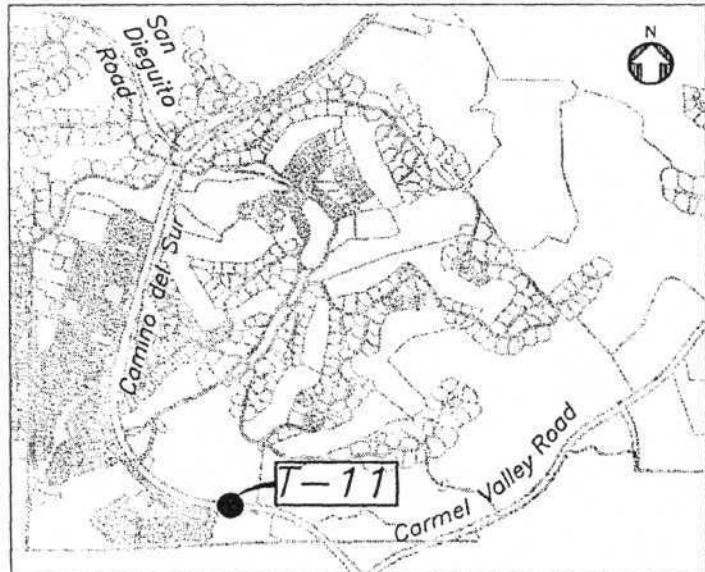 San
Dieguito
Road
N
Camino del Sur
T-11
Carmel Valley Road